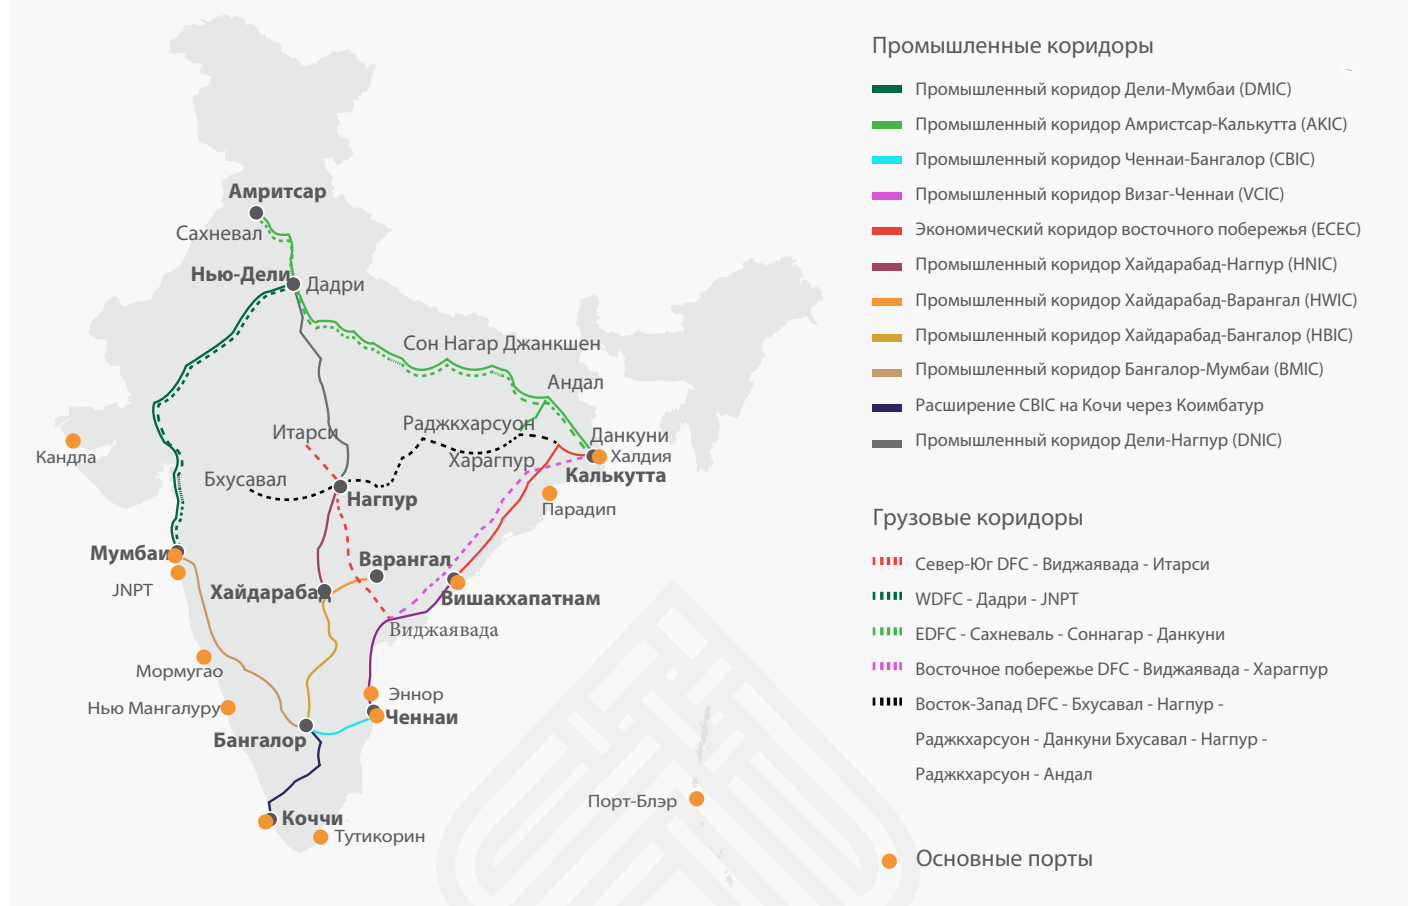 Промышленные коридоры
Промышленный коридор Дели-Мумбаи (DMIC)
Промышленный коридор Амристсар-Калькутта (AKIC)
Промышленный коридор Ченнаи-Бангалор (CBIC)
Промышленный коридор Визаг-Ченнаи (VCIC)
Экономический коридор восточного побережья (ECEC)
Промышленный коридор Хайдарабад-Нагпур (HNIC)
Промышленный коридор Хайдарабад-Варангал (HWIC)
Промышленный коридор Хайдарабад-Бангалор (HBIC)
Промышленный коридор Бангалор-Мумбаи (BMIC)
Расширение CBIC на Кочи через Коимбатур
Промышленный коридор Дели-Нагпур (DNIC)
Грузовые коридоры
Север-Юг DFC - Виджаявада - Итарси
WDFC - Дадри - JNPT
EDFC - Сахневаль - Соннагар - Данкуни
Восточное побережье DFC - Виджаявада - Харагпур
Восток-Запад DFC - Бхусавал - Нагпур -
Раджкхарсуон - Данкуни Бхусавал - Нагпур -
Раджкхарсуон - Андал
Основные порты
Амритсар
Сахневал
Нью-Дели
Дадри
Сон Нагар Джанкшен
Андал
Раджкхарсуон
Итарси
Данкуни
Кандла
Харагпур
Халдия
Бхусавал
Калькутта
Нагпур
Парадип
Мумбаи
Варангал
JNPT
Хайдарабад
Вишакхапатнам
Виджаявада
Мормугао
Эннор
Нью Мангалуру
Ченнаи
Бангалор
Порт-Блэр
Коччи
Тутикорин